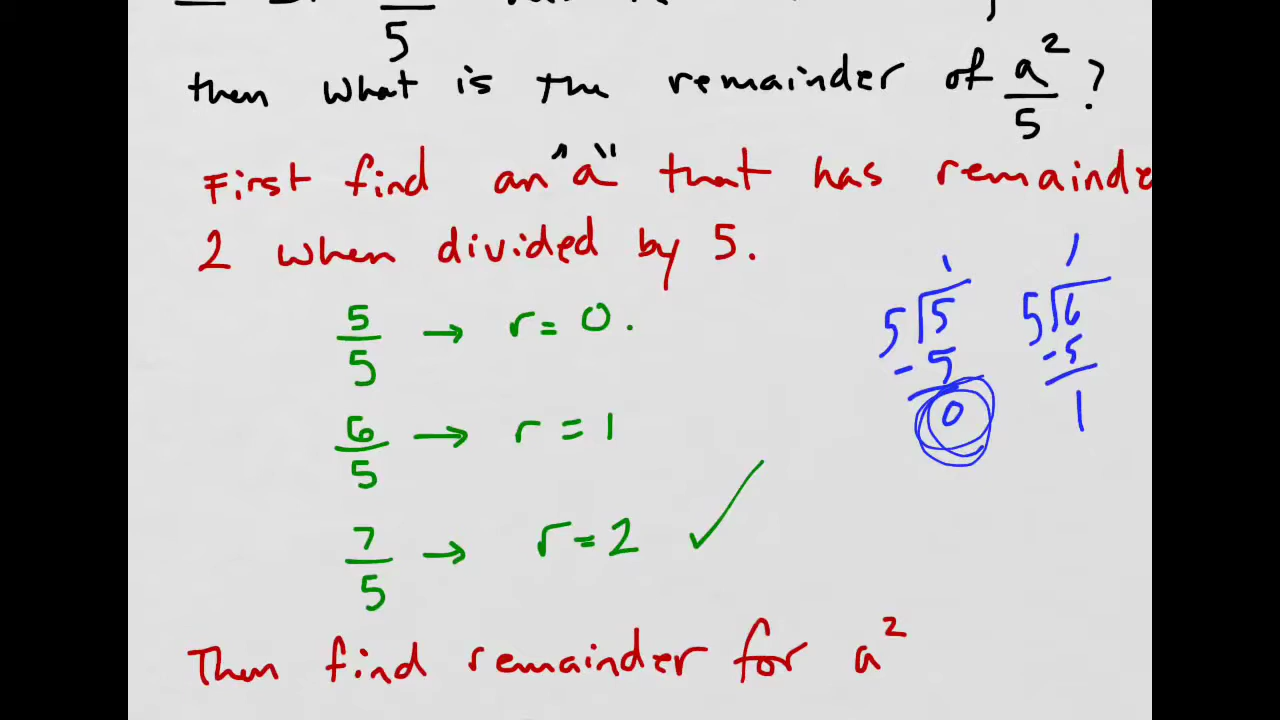 5
then what is the remainder of a²/5?
First find an "a" that has remainde
2 when divided by 5.
5/5 → r = 0.
6/5 → r = 1
7/5 → r = 2 ✓
1
5 5
- 5
0
1
5 6
- 5
1
Then find remainder for a²